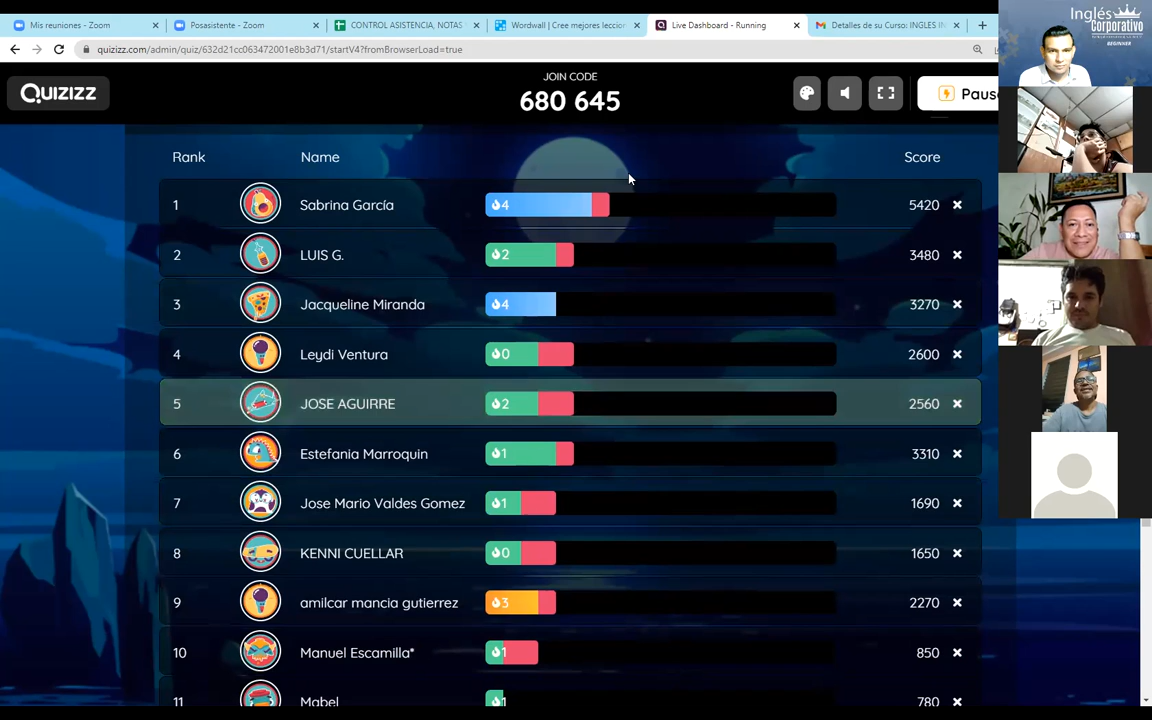 Mis reuniones - Zoom
Posasistente - Zoom
CONTROL ASISTENCIA, NOTAS
Wordwall | Cree mejores leccion
Live Dashboard - Running
Detalles de su Curso: INGLES IN
quizizz.com/admin/quiz/632d21cc063472001e8b3d71/startV4?fromBrowserLoad=true
Inglés
Corporativo
BEGINNER
QUIZIZZ
JOIN CODE
680 645
Paus
Rank Name Score
1 Sabrina García 4 5420
2 LUIS G. 2 3480
3 Jacqueline Miranda 4 3270
4 Leydi Ventura 0 2600
5 JOSE AGUIRRE 2 2560
6 Estefania Marroquin 1 3310
7 Jose Mario Valdes Gomez 1 1690
8 KENNI CUELLAR 0 1650
9 amilcar mancia gutierrez 3 2270
10 Manuel Escamilla* 1 850
11 Mabel 1 780